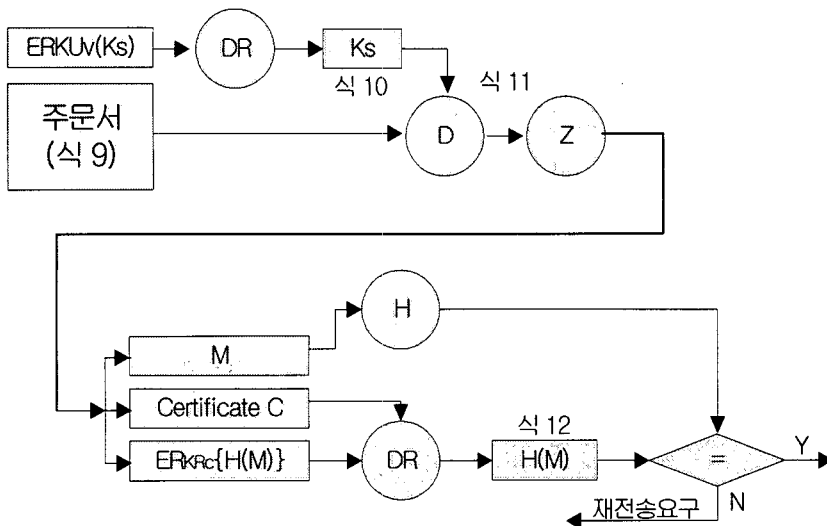 ERKUv(Ks)
DR
Ks
식 10
식 11
주문서
(식 9)
D
Z
H
M
Certificate C
식 12
ERKRc{H(M)}
DR
H(M)
=
Y
N
재전송요구